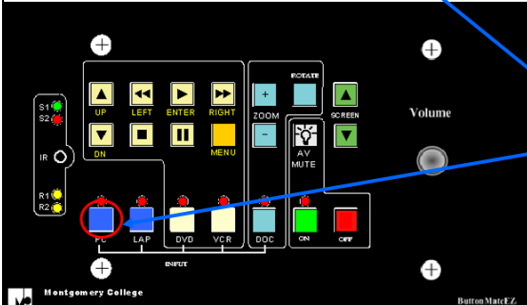 ROTATE
S1
S2
UP LEFT ENTER RIGHT ZOOM SCREEN Volume
IR
DN MENU AV
MUTE
R1
R2
PC LAP DVD VCR DOC ON OFF
INPUT
Montgomery College
ButtonMatcEZ